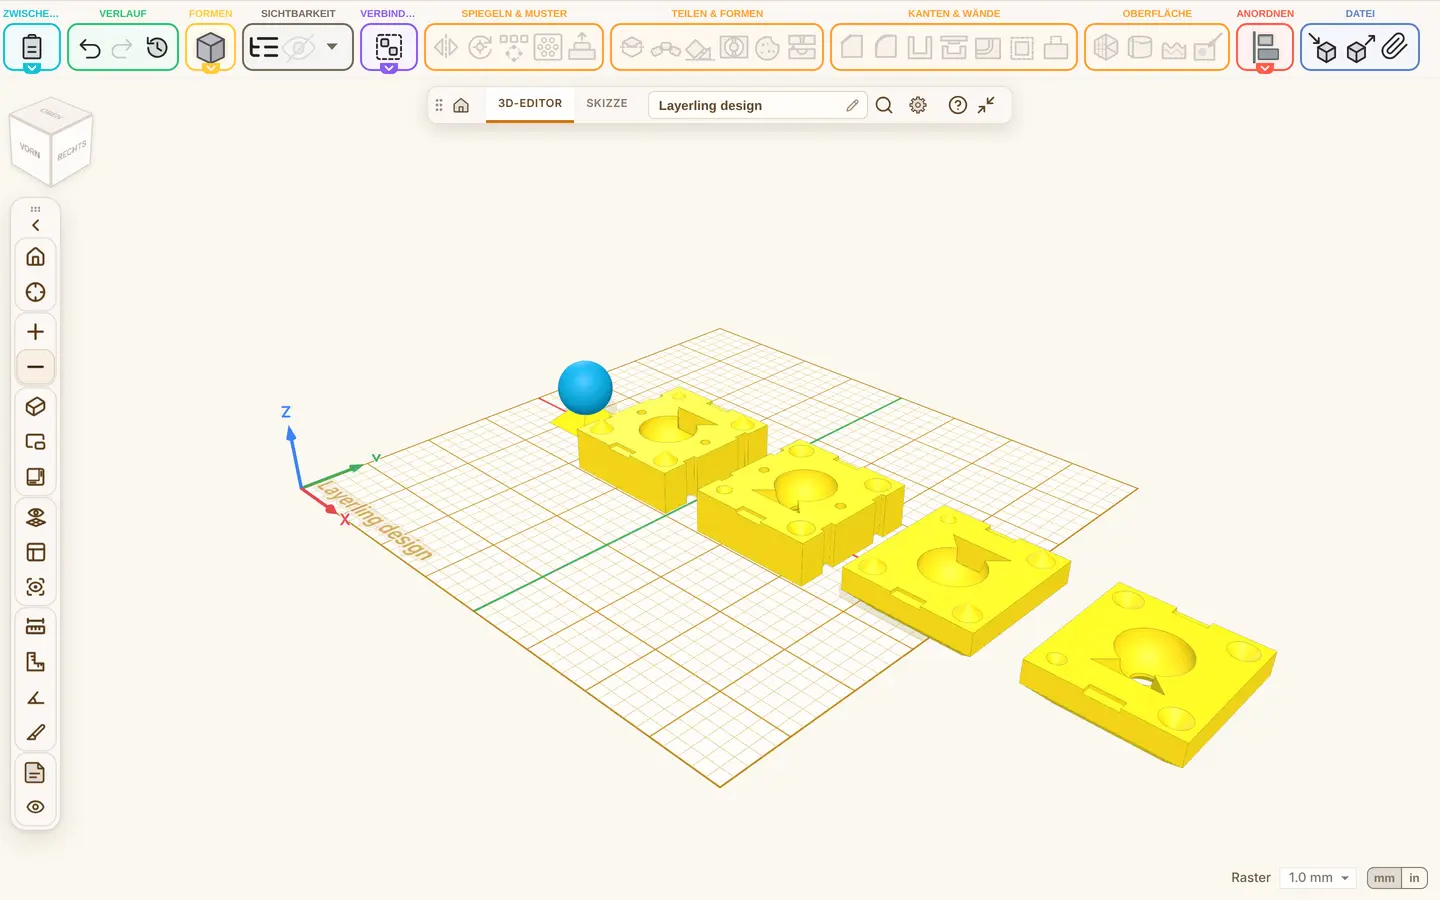 ZWISCHE...
VERLAUF
FORMEN
SICHTBARKEIT
VERBIND...
SPIEGELN & MUSTER
TEILEN & FORMEN
KANTEN & WÄNDE
OBERFLÄCHE
ANORDNEN
DATEI
3D-EDITOR
SKIZZE
Layerling design
OBEN
VORN
RECHTS
Z
Y
X
Layerling design
Raster
1.0 mm
mm
in